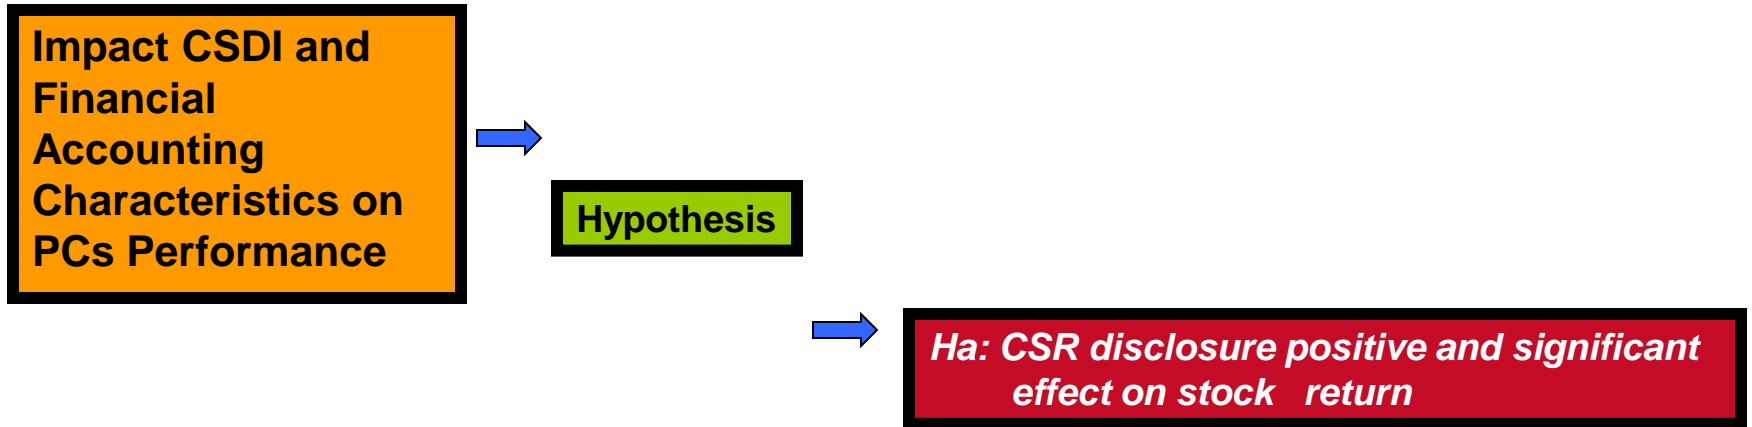 Impact CSDI and
Financial
Accounting
Characteristics on
PCs Performance
Hypothesis
Ha: CSR disclosure positive and significant
effect on stock return